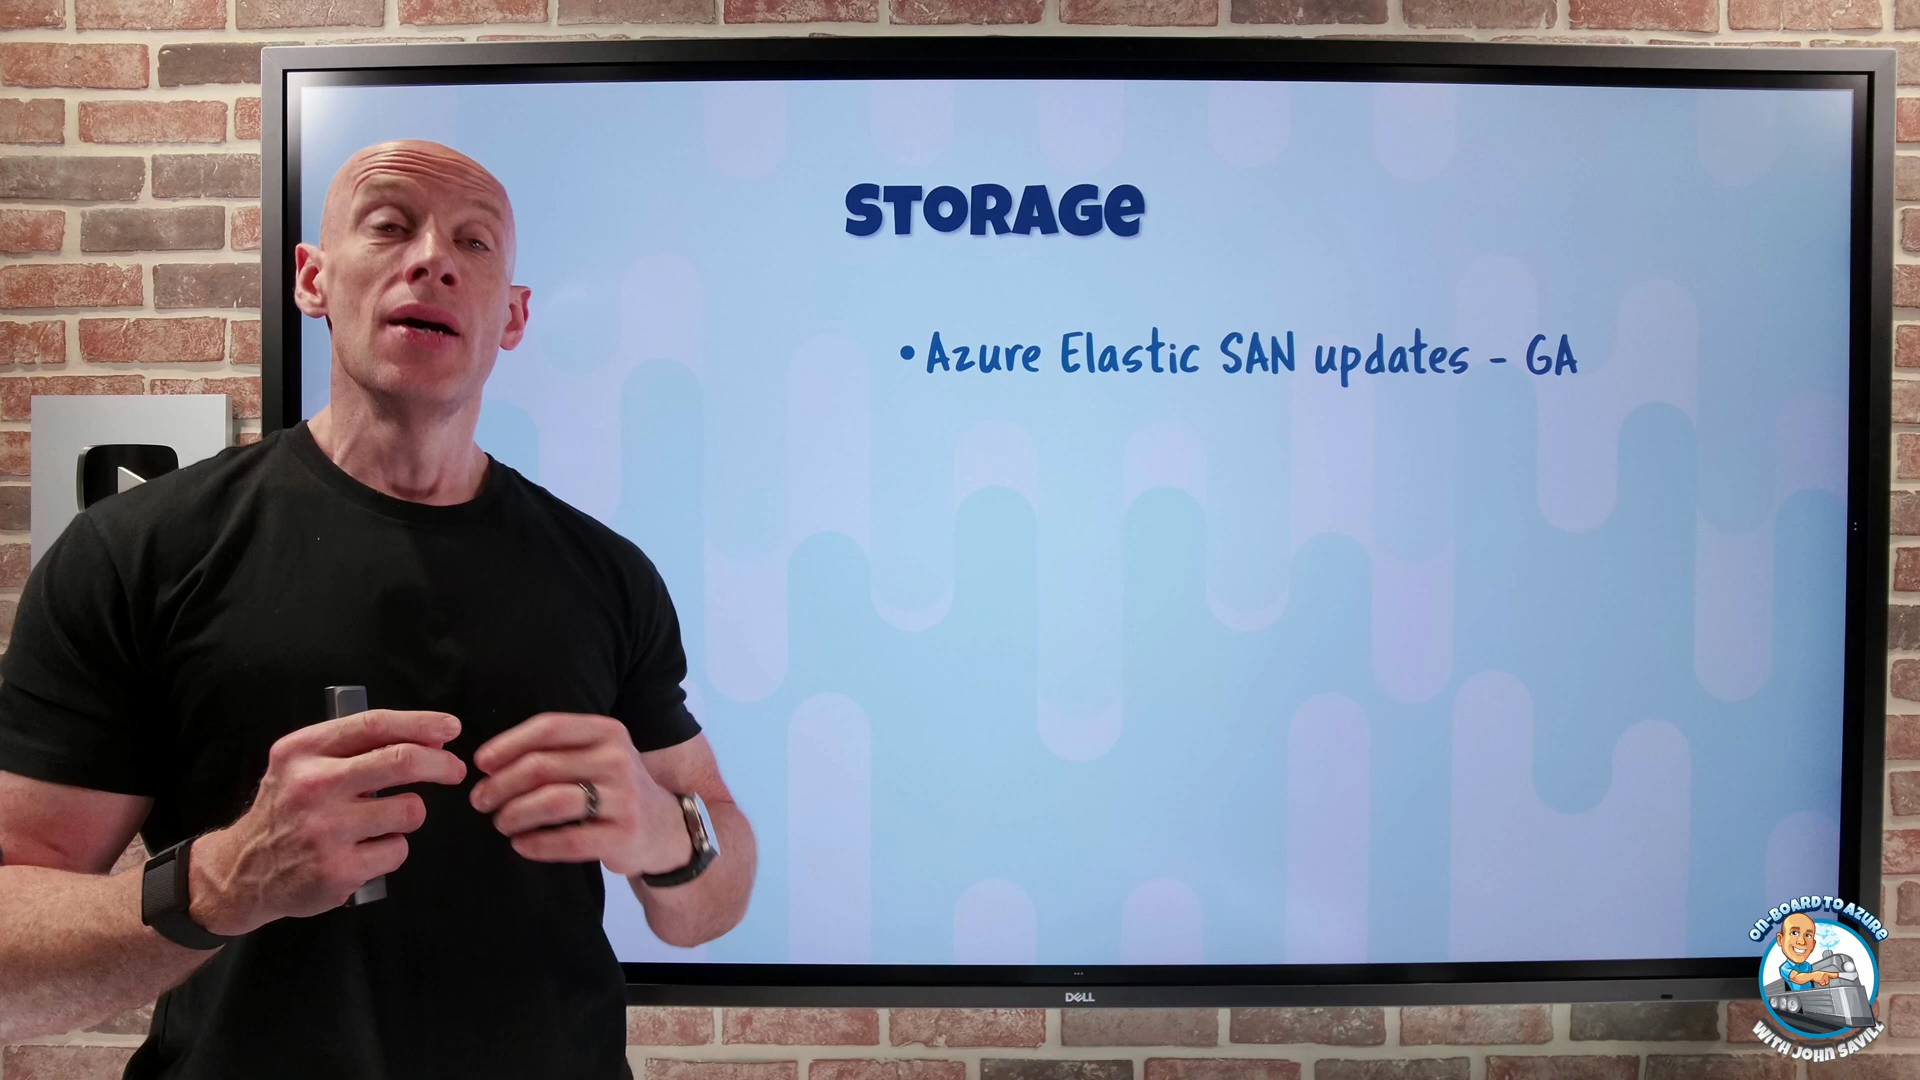 STORAGE
• Azure Elastic SAN updates - GA
DELL
ON-BOARD TO AZURE
WITH JOHN SAVILL